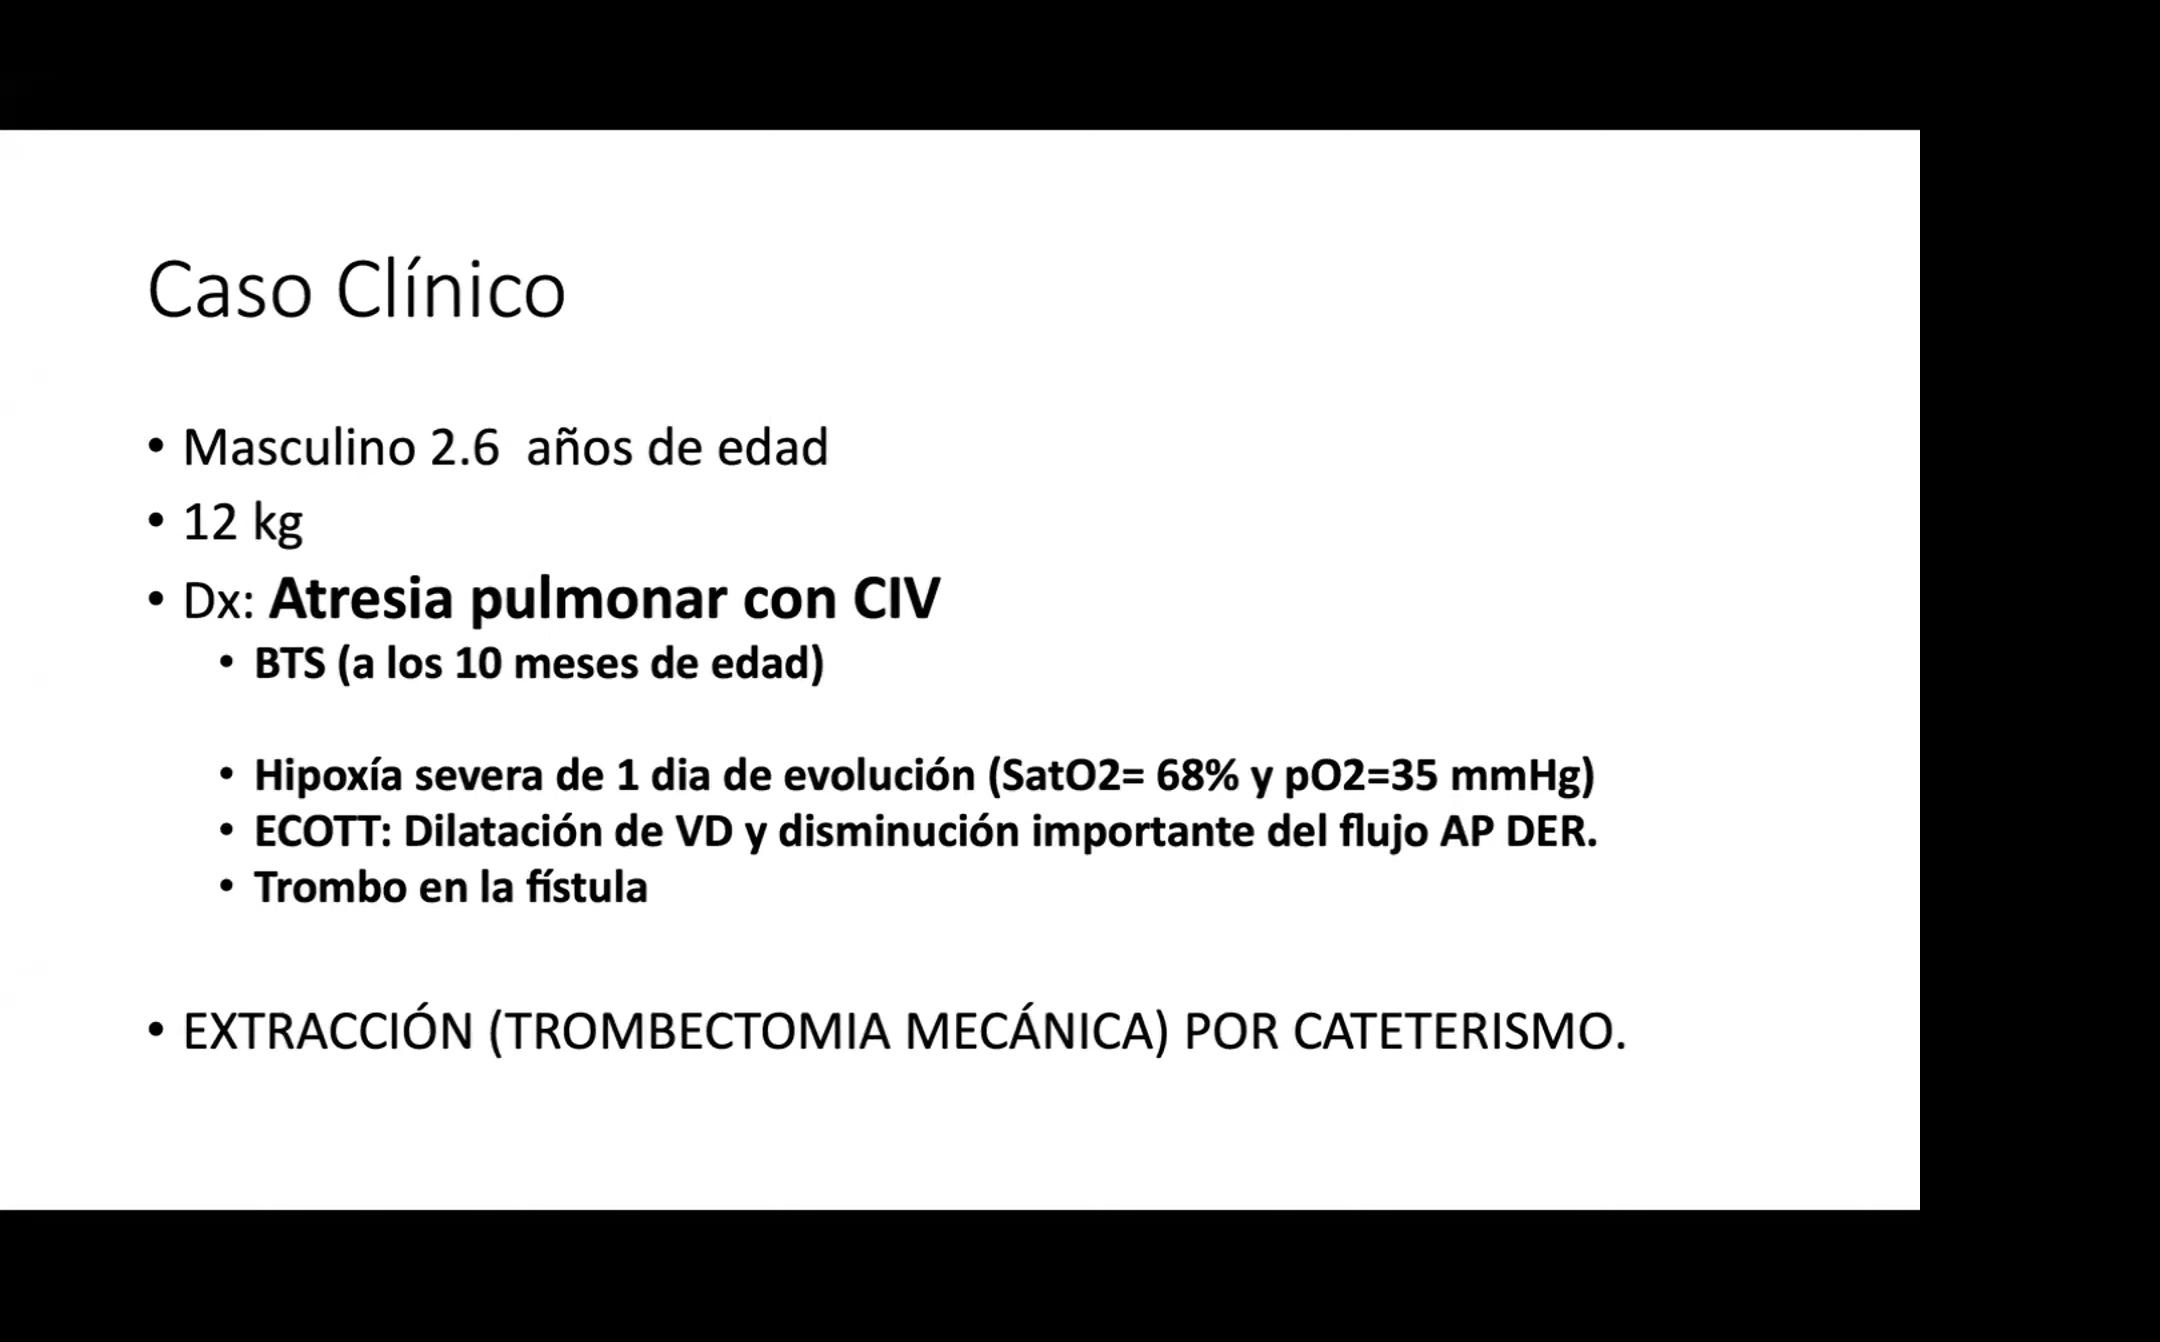 Caso Clínico
• Masculino 2.6 años de edad
• 12 kg
• Dx: Atresia pulmonar con CIV
• BTS (a los 10 meses de edad)
• Hipoxía severa de 1 dia de evolución (SatO2= 68% y pO2=35 mmHg)
• ECOTT: Dilatación de VD y disminución importante del flujo AP DER.
• Trombo en la fístula
• EXTRACCIÓN (TROMBECTOMIA MECÁNICA) POR CATETERISMO.